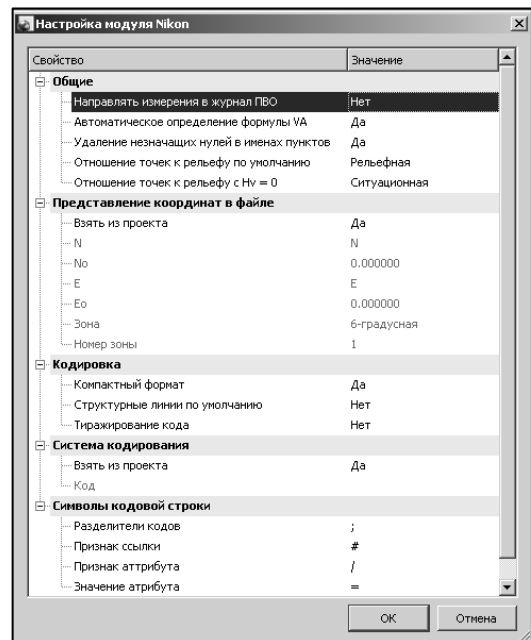 Настройка модуля Nikon
Свойство Значение
Общие
Направлять измерения в журнал ПВО Нет
Автоматическое определение формулы VA Да
Удаление незначащих нулей в именах пунктов Да
Отношение точек к рельефу по умолчанию Рельефная
Отношение точек к рельефу с Hv = 0 Ситуационная
Представление координат в файле
Взять из проекта Да
N N
No 0.000000
E E
Eo 0.000000
Зона 6-градусная
Номер зоны 1
Кодировка
Компактный формат Да
Структурные линии по умолчанию Нет
Тиражирование кода Нет
Система кодирования
Взять из проекта Да
Код
Символы кодовой строки
Разделители кодов ;
Признак ссылки #
Признак аттрибута /
Значение атрибута =
ОК Отмена